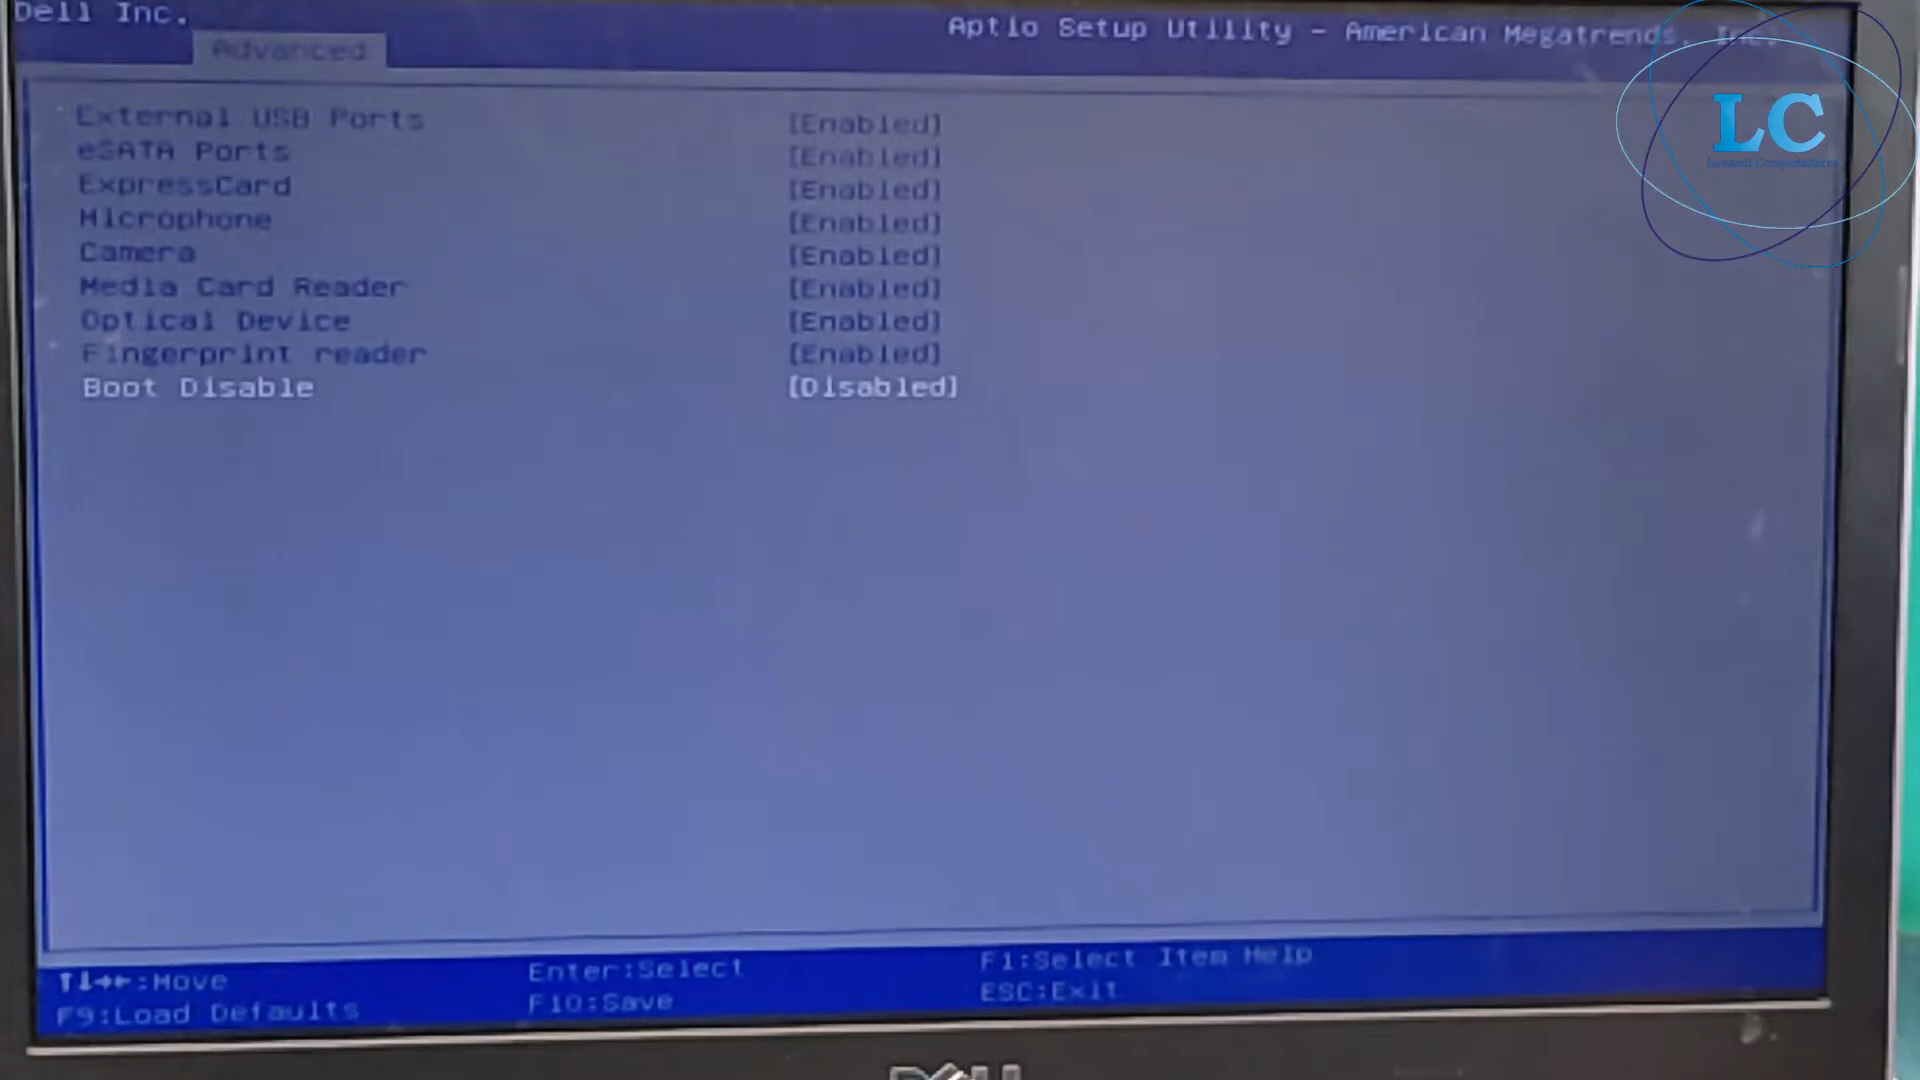 Dell Inc.
Aptio Setup Utility - American Megatrends, Inc.
Advanced
External USB Ports [Enabled]
eSATA Ports [Enabled]
ExpressCard [Enabled]
Microphone [Enabled]
Camera [Enabled]
Media Card Reader [Enabled]
Optical Device [Enabled]
Fingerprint reader [Enabled]
Boot Disable [Disabled]
↑↓→←:Move Enter:Select F1:Select Item Help
F9:Load Defaults F10:Save ESC:Exit
LC
DELL